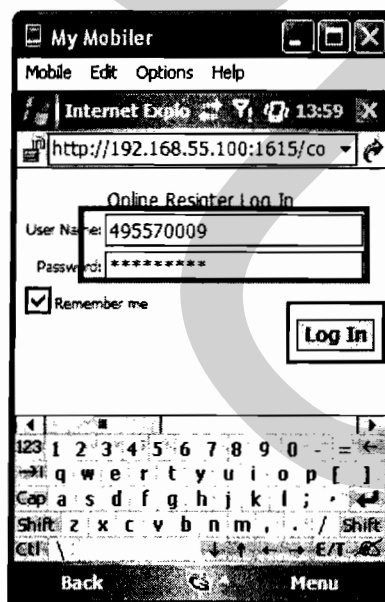 My Mobiler
Mobile Edit Options Help
Internet Explo 13:59 X
http://192.168.55.100:1615/co
Online Resinter Log In
User Name: 495570009
Password: *********
Remember me
Log In
123 1 2 3 4 5 6 7 8 9 0 - =
q w e r t y u i o p [ ]
Cap a s d f g h j k l ;
Shift z x c v b n m , . / Shift
Ctl \ E/T
Back Menu